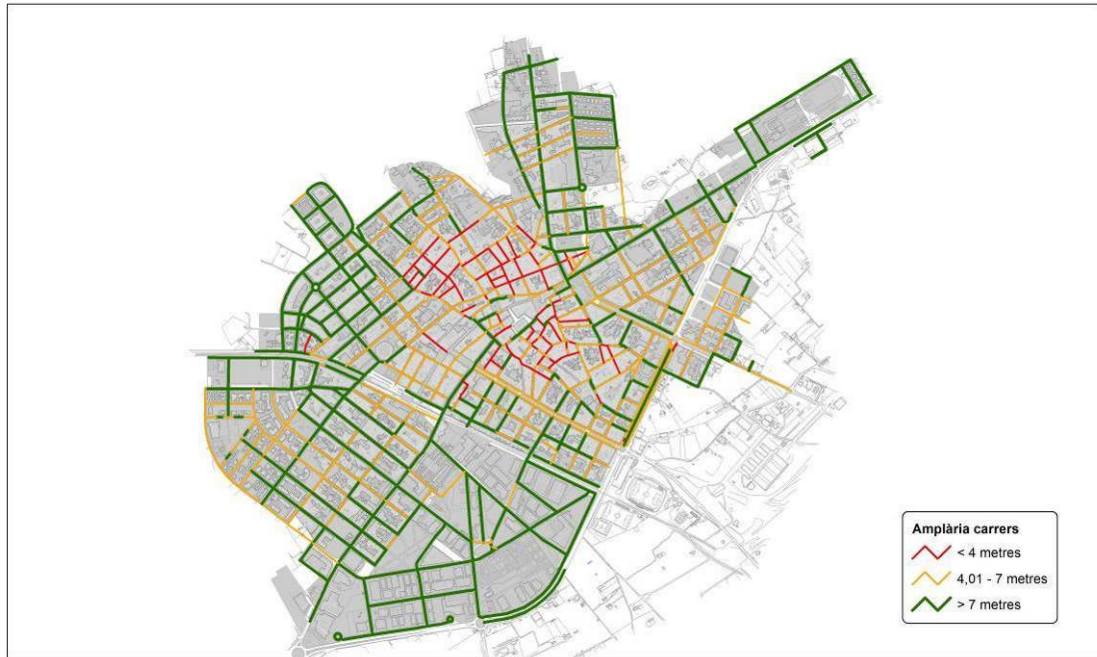 Amplària carrers
< 4 metres
4,01 - 7 metres
> 7 metres